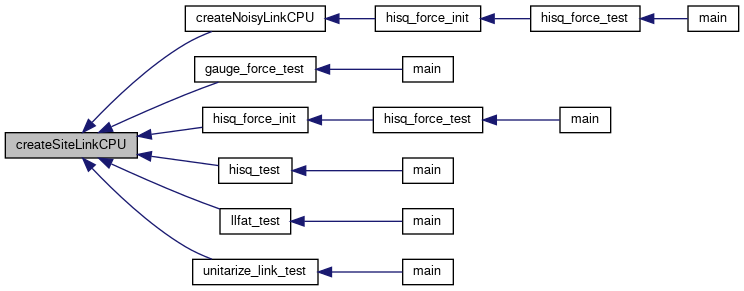 createNoisyLinkCPU hisq_force_init hisq_force_test main
gauge_force_test main
hisq_force_init hisq_force_test main
createSiteLinkCPU
hisq_test main
llfat_test main
unitarize_link_test main